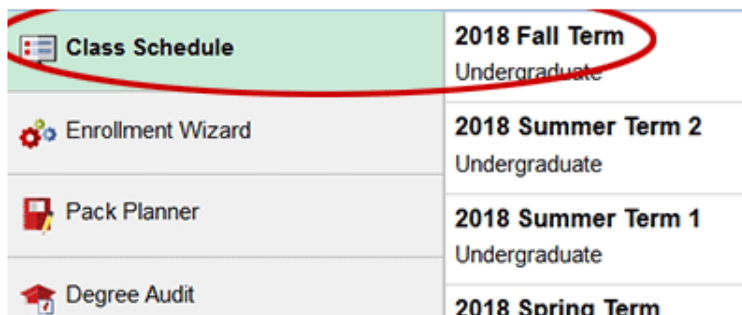 Class Schedule
Enrollment Wizard
Pack Planner
Degree Audit
2018 Fall Term
Undergraduate
2018 Summer Term 2
Undergraduate
2018 Summer Term 1
Undergraduate
2018 Spring Term